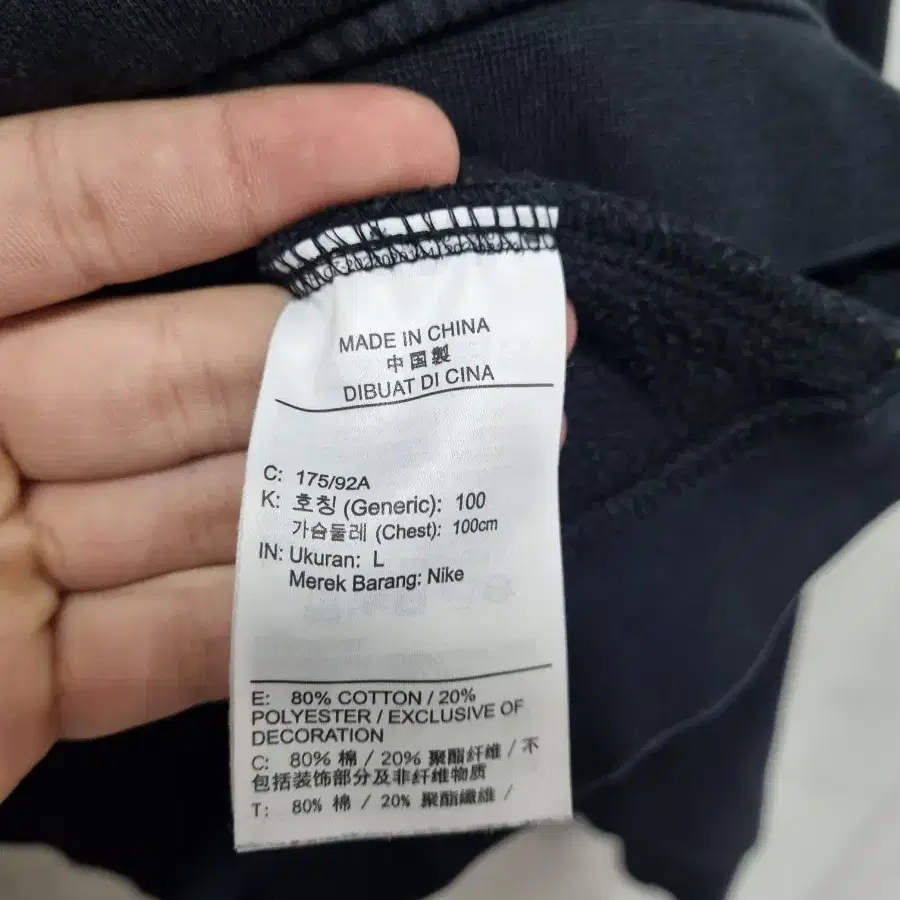 MADE IN CHINA
中国製
DIBUAT DI CINA
C: 175/92A
K: 호칭 (Generic): 100
가슴둘레 (Chest): 100cm
IN: Ukuran: L
Merek Barang: Nike
E: 80% COTTON / 20%
POLYESTER / EXCLUSIVE OF
DECORATION
C: 80% 棉 / 20% 聚酯纤维 / 不
包括装饰部分及非纤维物质
T: 80% 棉 / 20% 聚酯纖維 /